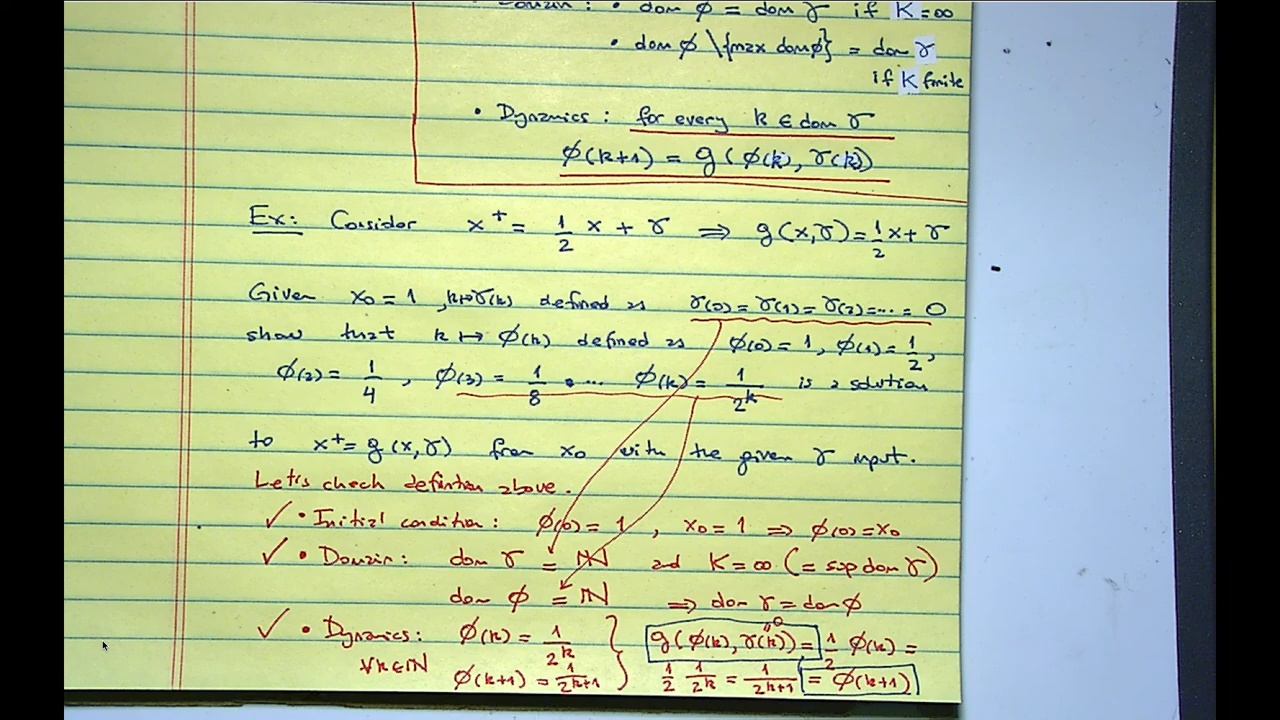 Domain : • dom ϕ = dom γ if K=∞
• dom ϕ \{max dom ϕ} = dom γ
if K finite
• Dynamics : for every k ∈ dom γ
ϕ(k+1) = g(ϕ(k), γ(k))
Ex: Consider x⁺ = 1/2 x + γ ⇒ g(x,γ) = 1/2 x + γ
Given x₀ = 1 , k↦γ(k) defined as γ(0) = γ(1) = γ(2) = ... = 0
show that k ↦ ϕ(k) defined as ϕ(0) = 1, ϕ(1) = 1/2,
ϕ(2) = 1/4 , ϕ(3) = 1/8 , ... ϕ(k) = 1/2^k is a solution
to x⁺ = g(x,γ) from x₀ with the given γ input.
Let's check definition above.
✓ • Initial condition : ϕ(0) = 1 , x₀ = 1 ⇒ ϕ(0) = x₀
✓ • Domain : dom γ = ℕ and K = ∞ (= sup dom γ)
dom ϕ = ℕ ⇒ dom γ = dom ϕ
✓ • Dynamics : ϕ(k) = 1/2^k } g(ϕ(k), γ(k)) = 1/2 ϕ(k) =
∀k∈ℕ ϕ(k+1) = 1/2^{k+1} 1/2 1/2^k = 1/2^{k+1} = ϕ(k+1)